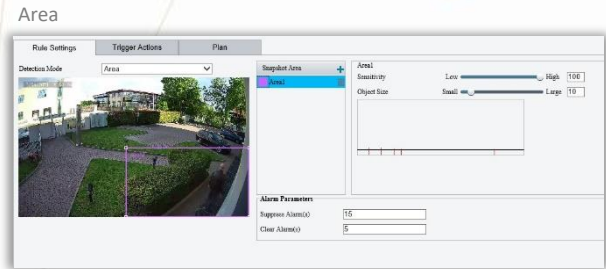 Area
Rule Settings
Trigger Actions
Plan
Detection Mode
Area
Snapshot Area
Area1
Area1
Sensitivity
Low
High
100
Object Size
Small
Large
10
Alarm Parameters
Suppress Alarm(s)
15
Clear Alarm(s)
5